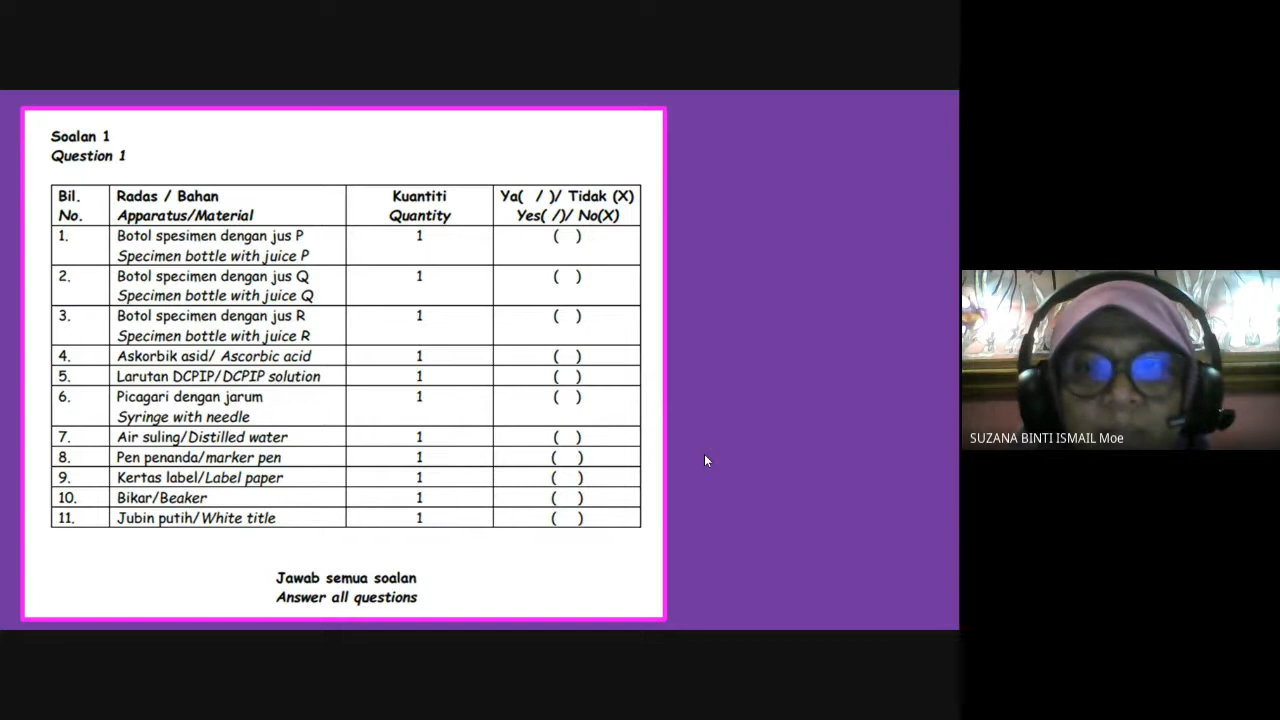 Soalan 1
Question 1
Bil. Radas / Bahan Kuantiti Ya( / )/ Tidak (X)
No. Apparatus/Material Quantity Yes( /)/ No(X)
1. Botol spesimen dengan jus P 1 ( )
Specimen bottle with juice P
2. Botol specimen dengan jus Q 1 ( )
Specimen bottle with juice Q
3. Botol specimen dengan jus R 1 ( )
Specimen bottle with juice R
4. Askorbik asid/ Ascorbic acid 1 ( )
5. Larutan DCPIP/DCPIP solution 1 ( )
6. Picagari dengan jarum 1 ( )
Syringe with needle
7. Air suling/Distilled water 1 ( )
8. Pen penanda/marker pen 1 ( )
9. Kertas label/Label paper 1 ( )
10. Bikar/Beaker 1 ( )
11. Jubin putih/White title 1 ( )
Jawab semua soalan
Answer all questions
SUZANA BINTI ISMAIL Moe